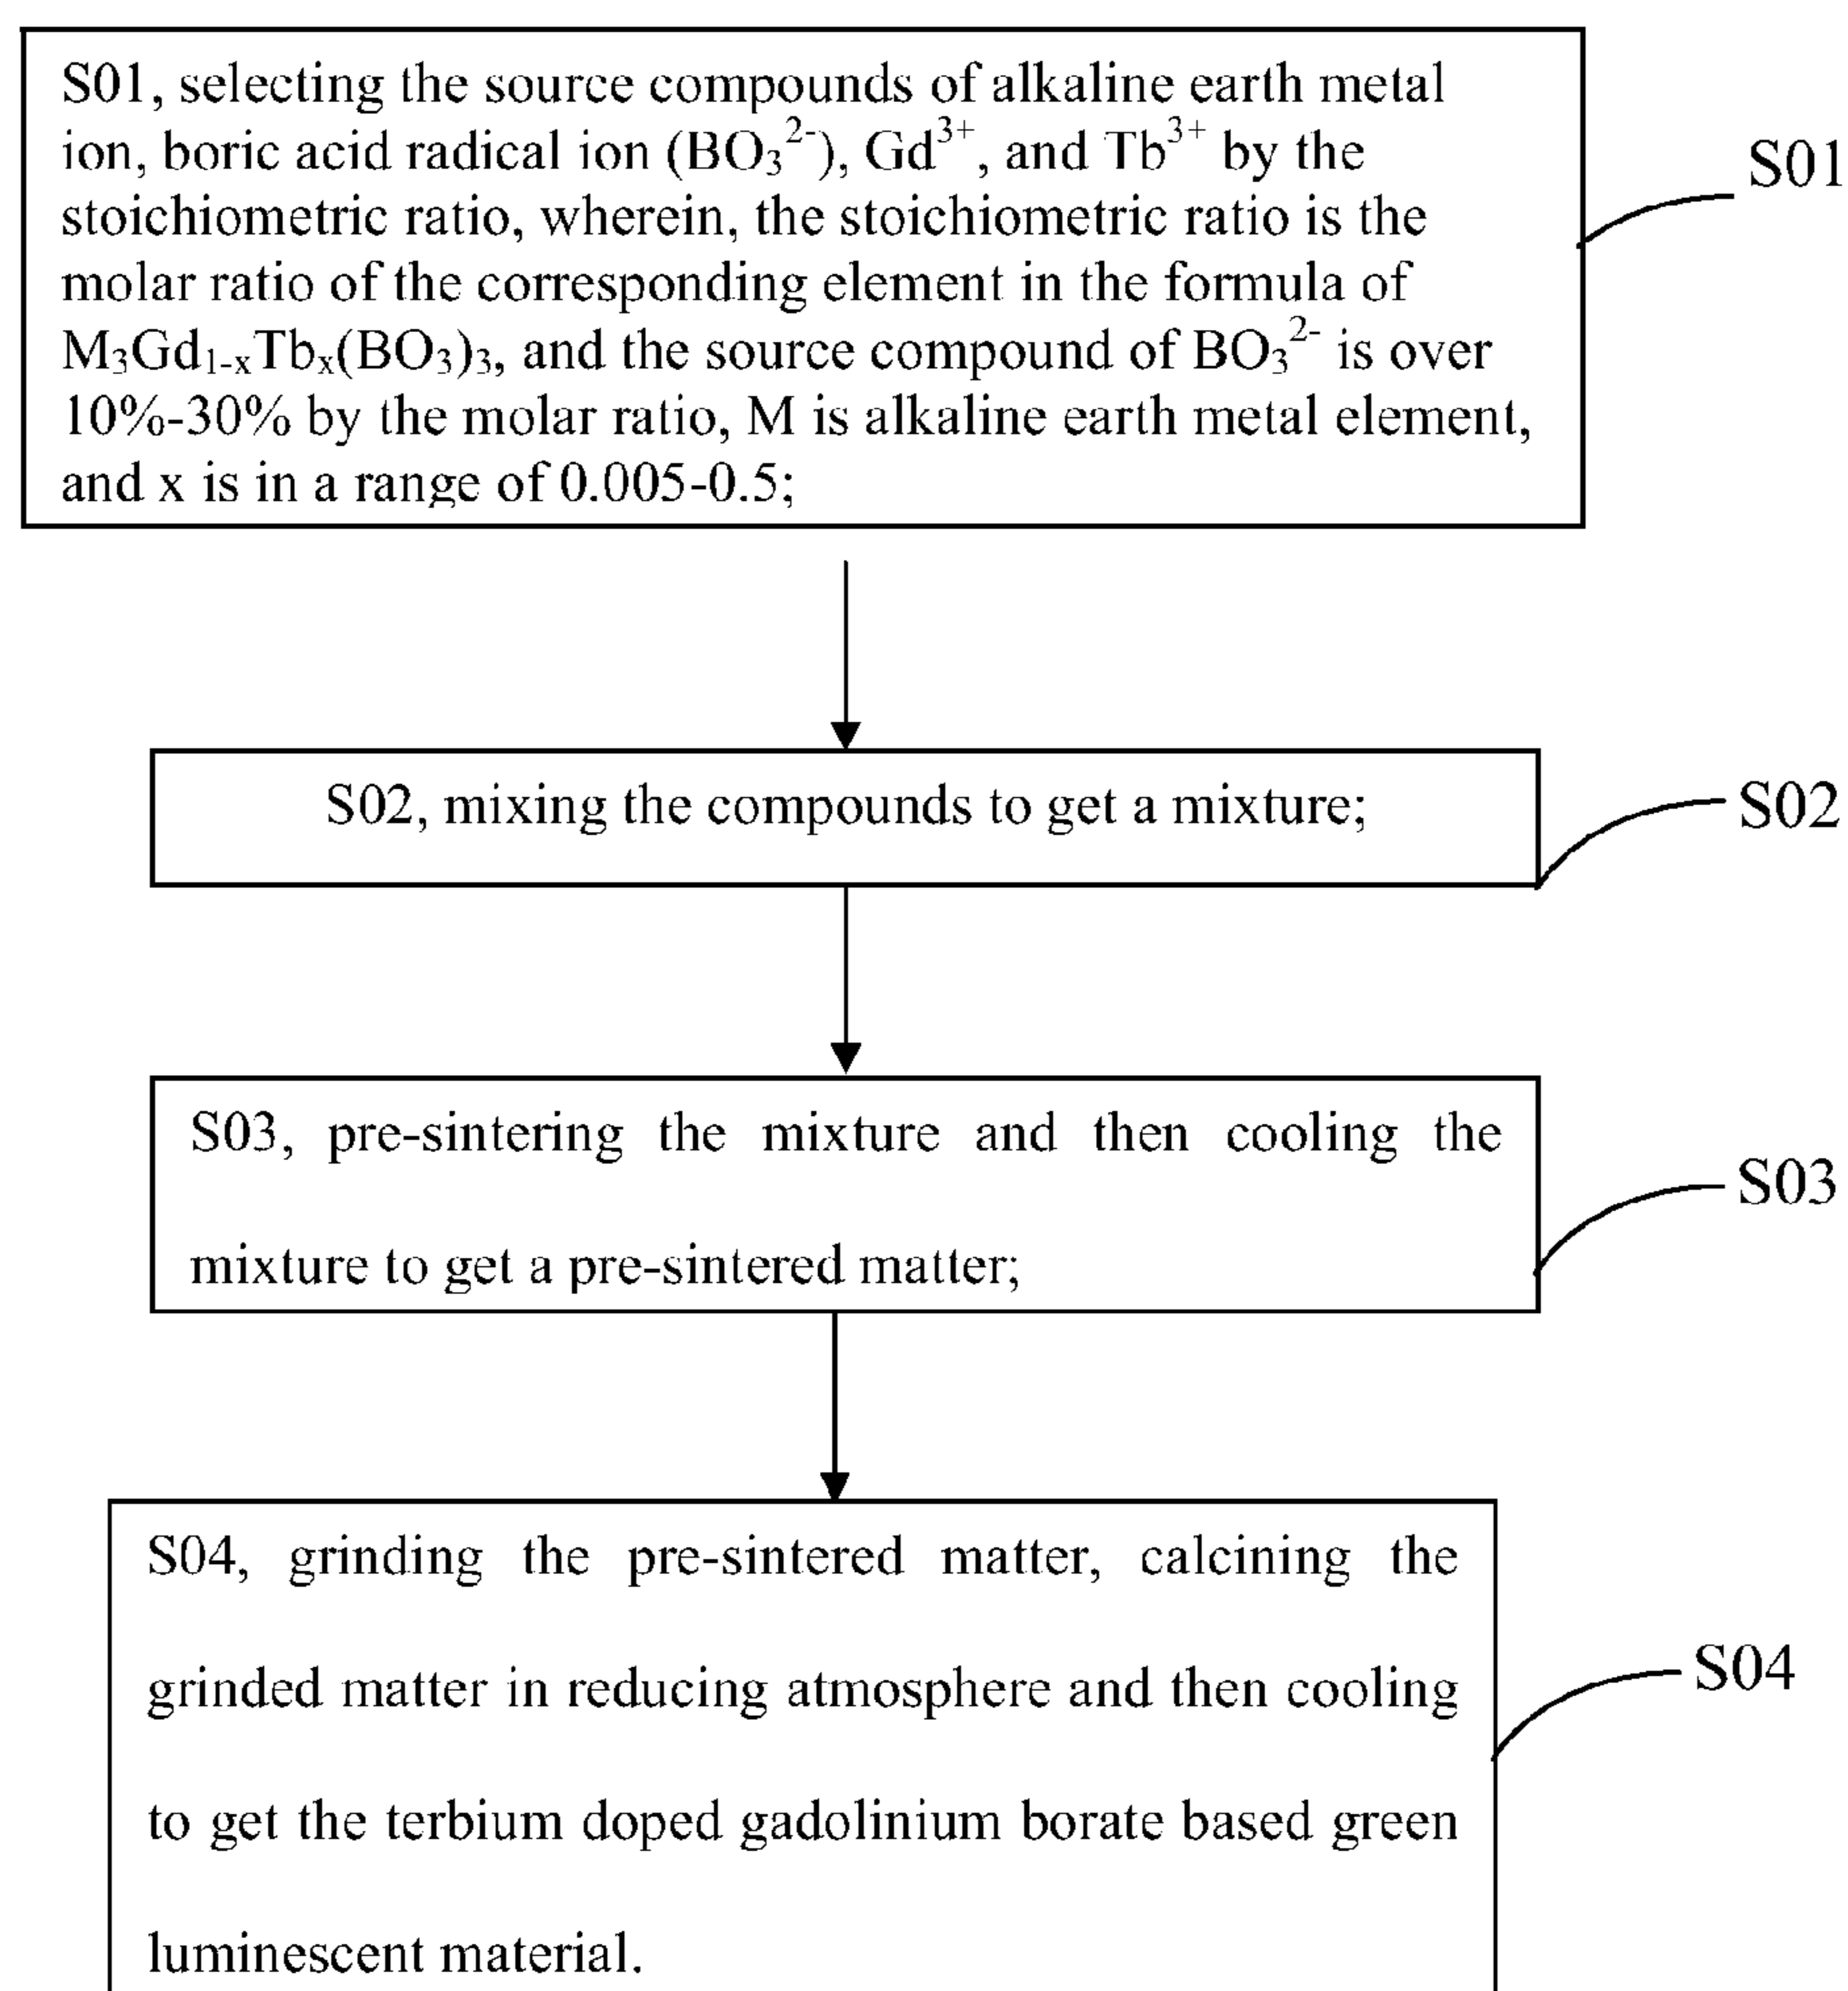 S01, selecting the source compounds of alkaline earth metal
ion, boric acid radical ion (BO₃²⁻), Gd³⁺, and Tb³⁺ by the
stoichiometric ratio, wherein, the stoichiometric ratio is the
molar ratio of the corresponding element in the formula of
M₃Gd₁₋ₓTbₓ(BO₃)₃, and the source compound of BO₃²⁻ is over
10%-30% by the molar ratio, M is alkaline earth metal element,
and x is in a range of 0.005-0.5;
S01
S02, mixing the compounds to get a mixture;
S02
S03, pre-sintering the mixture and then cooling the
mixture to get a pre-sintered matter;
S03
S04, grinding the pre-sintered matter, calcining the
grinded matter in reducing atmosphere and then cooling
to get the terbium doped gadolinium borate based green
luminescent material.
S04